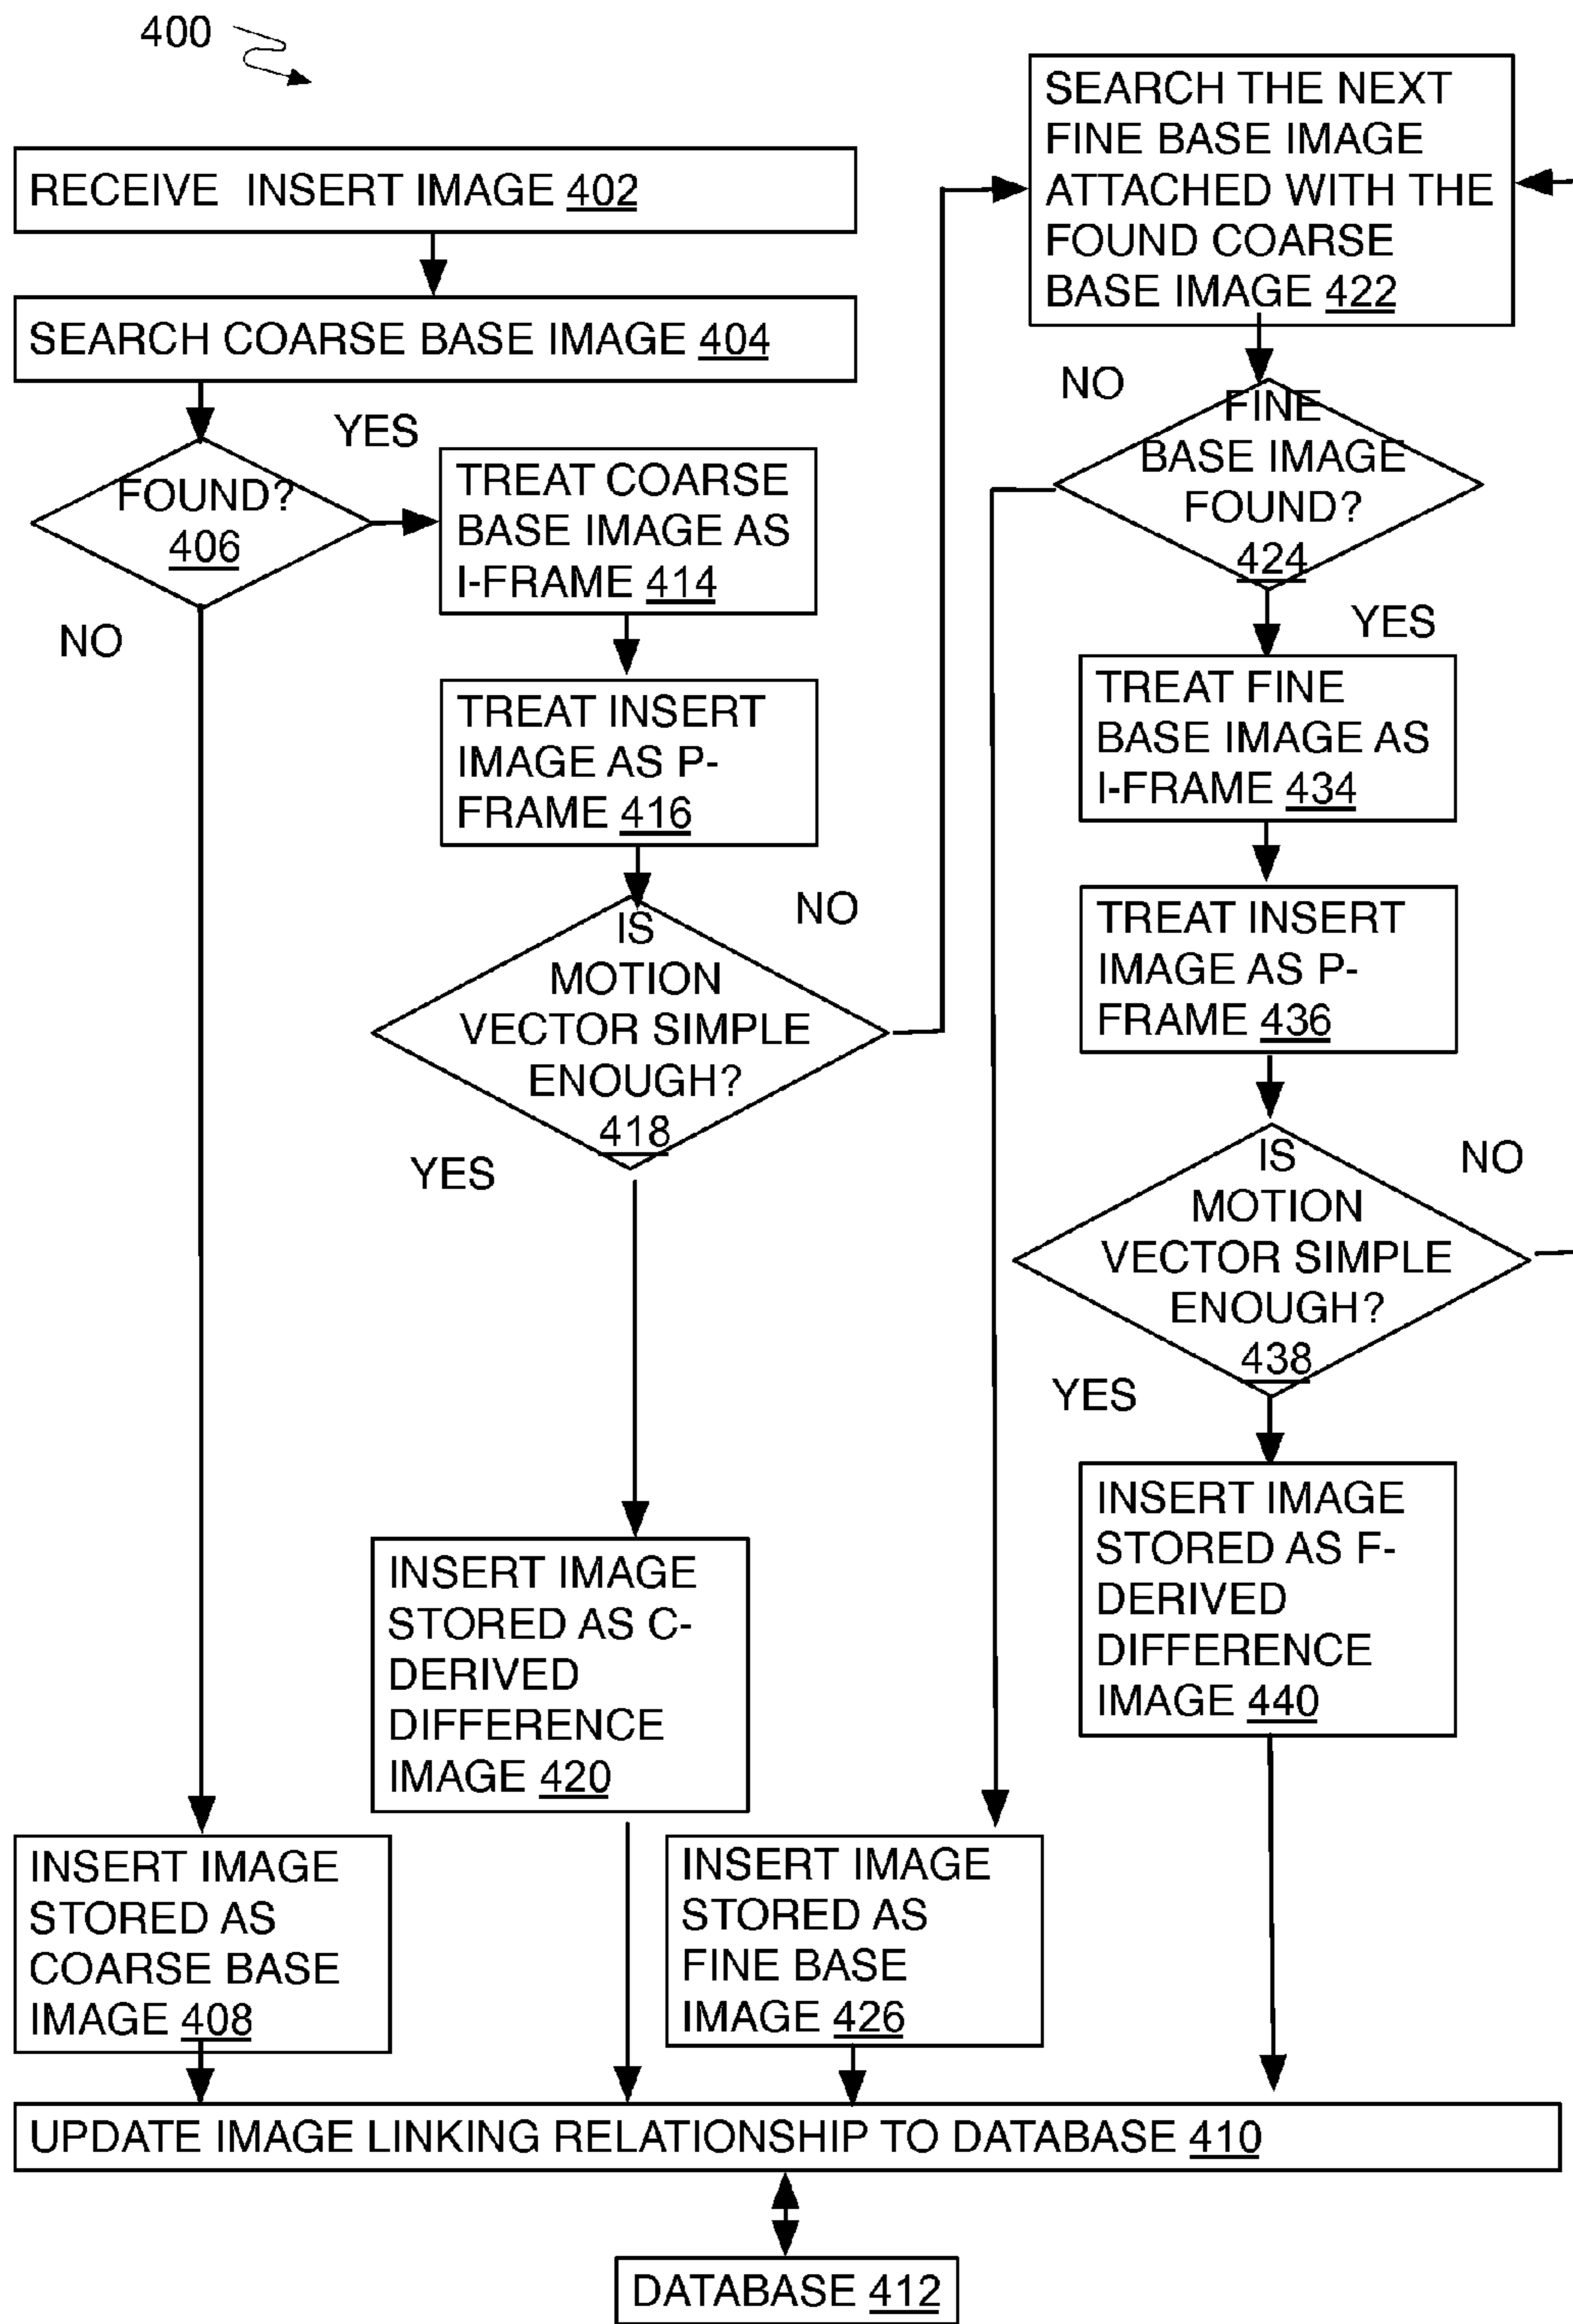 400
RECEIVE INSERT IMAGE 402
SEARCH COARSE BASE IMAGE 404
FOUND?
406
YES
NO
TREAT COARSE
BASE IMAGE AS
I-FRAME 414
TREAT INSERT
IMAGE AS P-
FRAME 416
IS
MOTION
VECTOR SIMPLE
ENOUGH?
418
NO
YES
INSERT IMAGE
STORED AS C-
DERIVED
DIFFERENCE
IMAGE 420
INSERT IMAGE
STORED AS
COARSE BASE
IMAGE 408
SEARCH THE NEXT
FINE BASE IMAGE
ATTACHED WITH THE
FOUND COARSE
BASE IMAGE 422
NO
FINE
BASE IMAGE
FOUND?
424
YES
TREAT FINE
BASE IMAGE AS
I-FRAME 434
TREAT INSERT
IMAGE AS P-
FRAME 436
IS
MOTION
VECTOR SIMPLE
ENOUGH?
438
NO
YES
INSERT IMAGE
STORED AS F-
DERIVED
DIFFERENCE
IMAGE 440
INSERT IMAGE
STORED AS
FINE BASE
IMAGE 426
UPDATE IMAGE LINKING RELATIONSHIP TO DATABASE 410
DATABASE 412